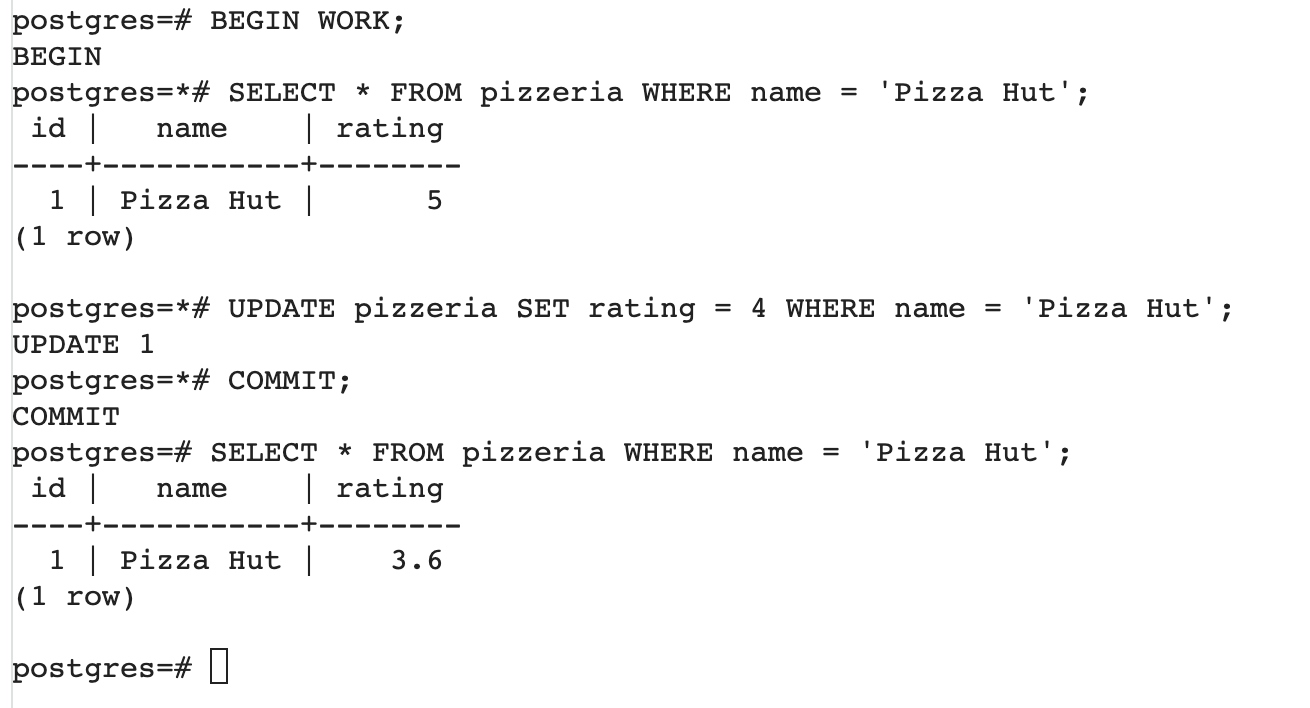 postgres=# BEGIN WORK;
BEGIN
postgres=*# SELECT * FROM pizzeria WHERE name = 'Pizza Hut';
 id |   name    | rating
----+-----------+--------
  1 | Pizza Hut |      5
(1 row)

postgres=*# UPDATE pizzeria SET rating = 4 WHERE name = 'Pizza Hut';
UPDATE 1
postgres=*# COMMIT;
COMMIT
postgres=# SELECT * FROM pizzeria WHERE name = 'Pizza Hut';
 id |   name    | rating
----+-----------+--------
  1 | Pizza Hut |    3.6
(1 row)

postgres=#